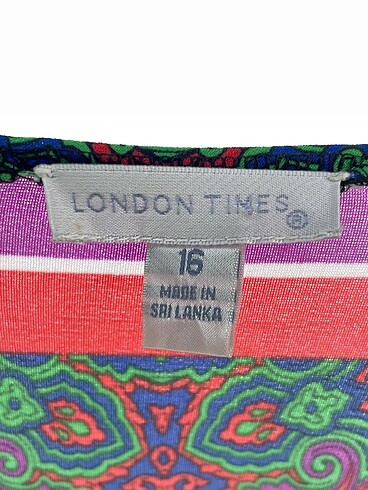 LONDON TIMES®
16
MADE IN
SRI LANKA